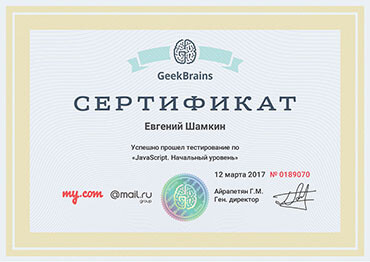 GeekBrains
СЕРТИФИКАТ
Евгений Шамкин
Успешно прошел тестирование по
«JavaScript. Начальный уровень»
12 марта 2017 № 0189070
my.com @mail.ru group
Айрапетян Г.М.
Ген. директор